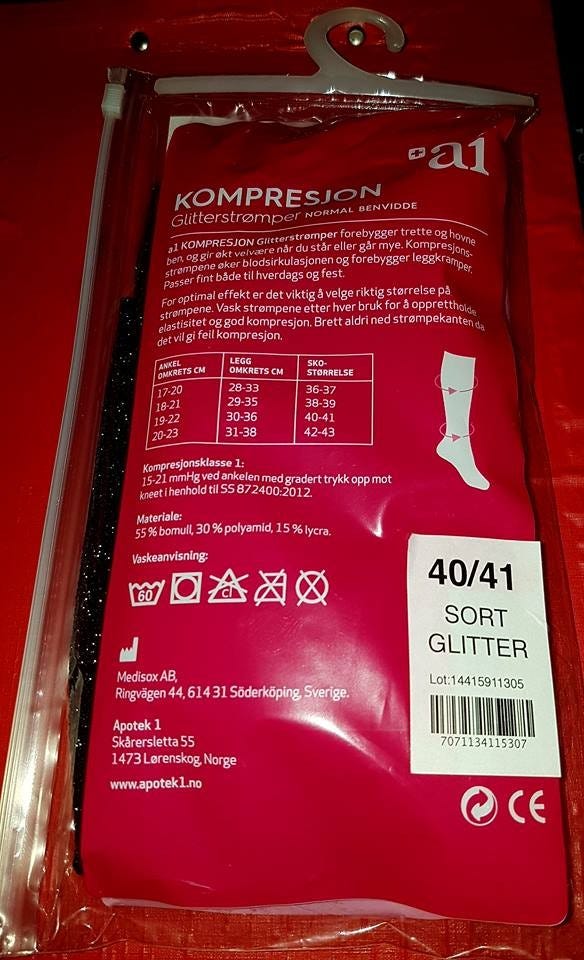 a1
KOMPRESJON
Glitterstrømper NORMAL BENVIDDE
a1 KOMPRESJON Glitterstrømper forebygger trette og hovne
ben, og gir økt velvære når du står eller går mye. Kompresjons-
strømpene øker blodsirkulasjonen og forebygger leggkramper.
Passer fint både til hverdags og fest.
For optimal effekt er det viktig å velge riktig størrelse på
strømpene. Vask strømpene etter hver bruk for å opprettholde
elastisitet og god kompresjon. Brett aldri ned strømpekanten da
det vil gi feil kompresjon.
ANKEL OMKRETS CM LEGG OMKRETS CM SKO-STØRRELSE
17-20 28-33 36-37
18-21 29-35 38-39
19-22 30-36 40-41
20-23 31-38 42-43
Kompresjonsklasse 1:
15-21 mmHg ved ankelen med gradert trykk opp mot
kneet i henhold til SS 872400:2012.
Materiale:
55 % bomull, 30 % polyamid, 15 % lycra.
Vaskeanvisning:
60 cl
Medisox AB,
Ringvägen 44, 614 31 Söderköping, Sverige.
Apotek 1
Skårersletta 55
1473 Lørenskog, Norge
www.apotek1.no
40/41
SORT
GLITTER
Lot:14415911305
7071134115307
CE